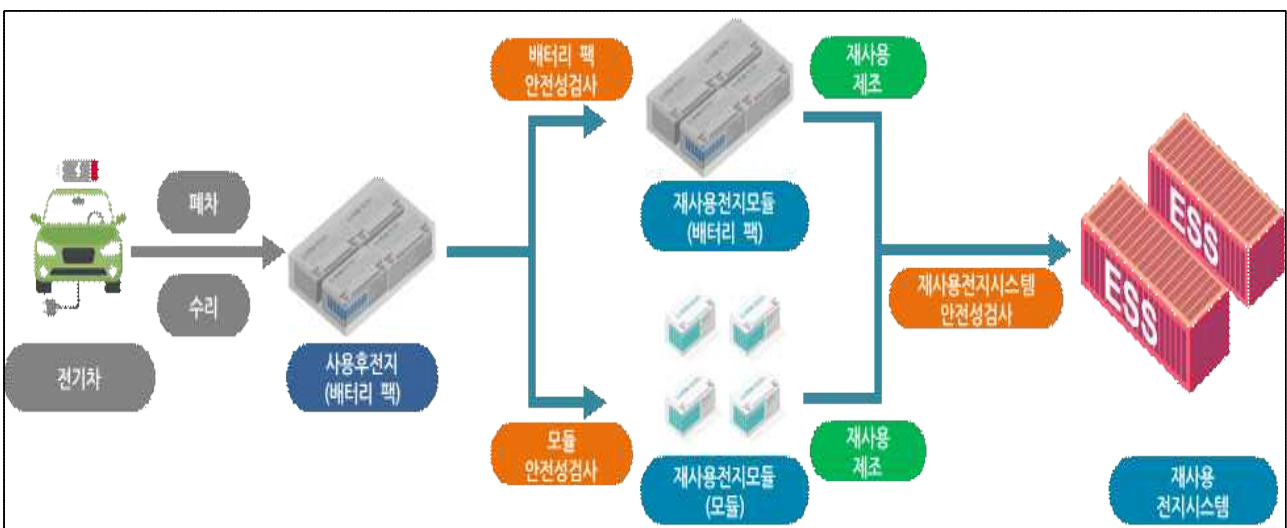 전기차
폐차
수리
사용후전지
(배터리 팩)
배터리 팩
안전성검사
재사용전지모듈
(배터리 팩)
재사용
제조
모듈
안전성검사
재사용전지모듈
(모듈)
재사용
제조
재사용전지시스템
안전성검사
ESS
ESS
재사용
전지시스템